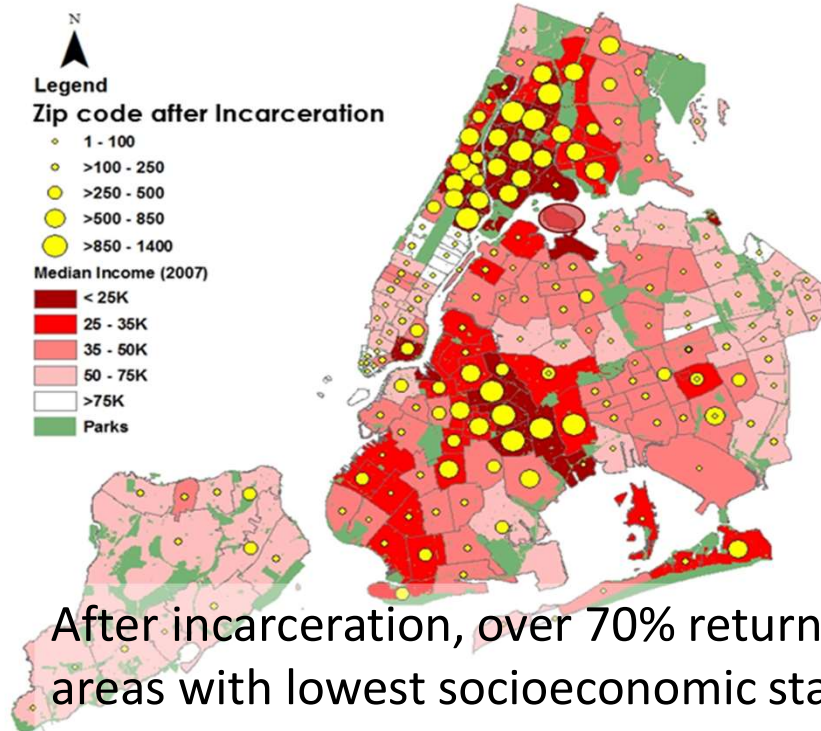 N
Legend
Zip code after Incarceration
1 - 100
>100 - 250
>250 - 500
>500 - 850
>850 - 1400
Median Income (2007)
< 25K
25 - 35K
35 - 50K
50 - 75K
>75K
Parks
After incarceration, over 70% return
areas with lowest socioeconomic sta